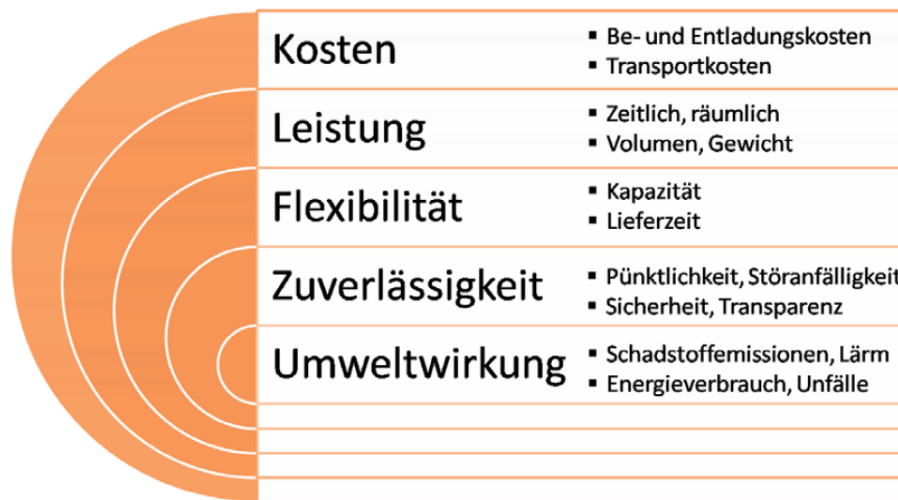 Kosten
▪ Be- und Entladungskosten
▪ Transportkosten
Leistung
▪ Zeitlich, räumlich
▪ Volumen, Gewicht
Flexibilität
▪ Kapazität
▪ Lieferzeit
Zuverlässigkeit
▪ Pünktlichkeit, Störanfälligkeit
▪ Sicherheit, Transparenz
Umweltwirkung
▪ Schadstoffemissionen, Lärm
▪ Energieverbrauch, Unfälle